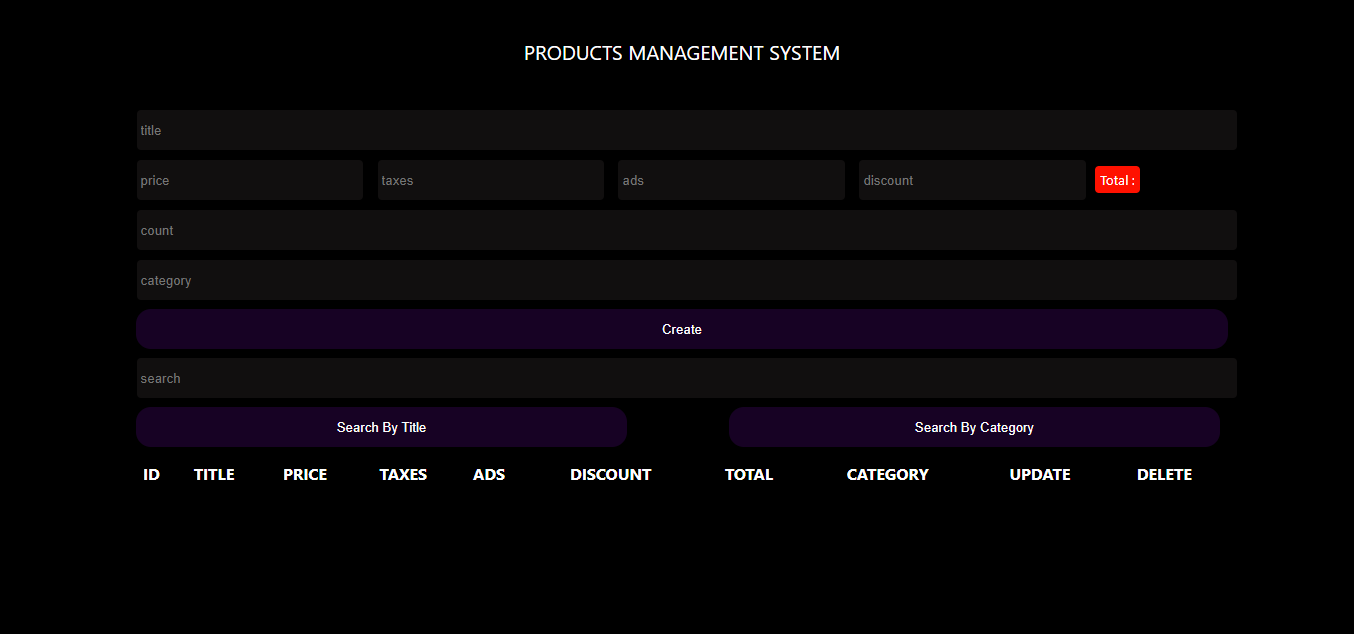 PRODUCTS MANAGEMENT SYSTEM
title
price taxes ads discount Total :
count
category
Create
search
Search By Title Search By Category
ID TITLE PRICE TAXES ADS DISCOUNT TOTAL CATEGORY UPDATE DELETE